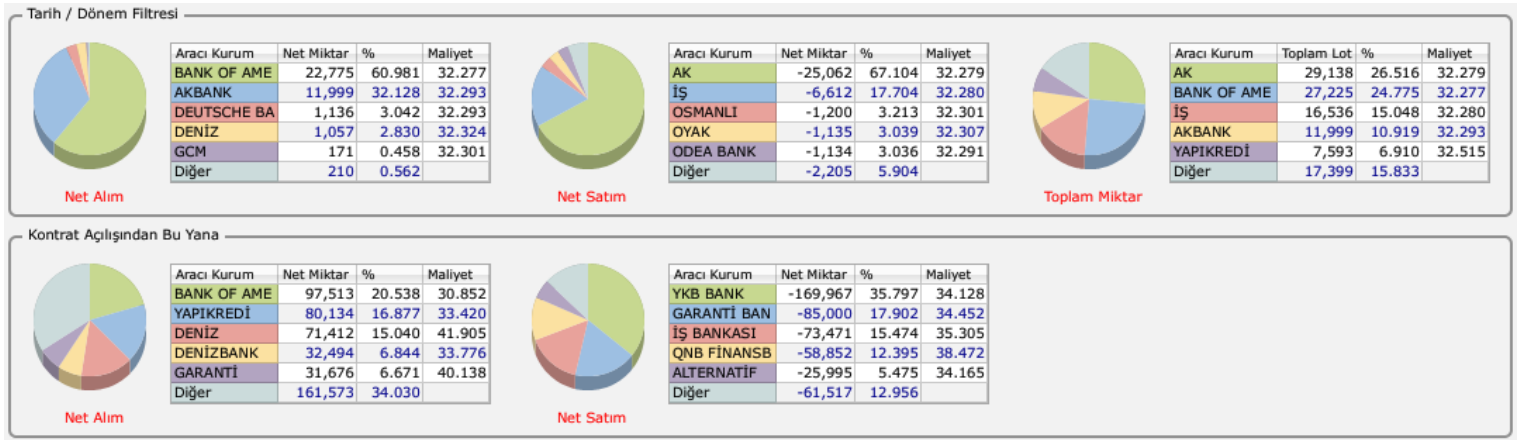 Tarih / Dönem Filtresi
Aracı Kurum Net Miktar % Maliyet
BANK OF AME 22,775 60.981 32.277
AKBANK 11,999 32.128 32.293
DEUTSCHE BA 1,136 3.042 32.293
DENİZ 1,057 2.830 32.324
GCM 171 0.458 32.301
Diğer 210 0.562
Net Alım
Aracı Kurum Net Miktar % Maliyet
AK -25,062 67.104 32.279
İŞ -6,612 17.704 32.280
OSMANLI -1,200 3.213 32.301
OYAK -1,135 3.039 32.307
ODEA BANK -1,134 3.036 32.291
Diğer -2,205 5.904
Net Satım
Aracı Kurum Toplam Lot % Maliyet
AK 29,138 26.516 32.279
BANK OF AME 27,225 24.775 32.277
İŞ 16,536 15.048 32.280
AKBANK 11,999 10.919 32.293
YAPIKREDİ 7,593 6.910 32.515
Diğer 17,399 15.833
Toplam Miktar
Kontrat Açılışından Bu Yana
Aracı Kurum Net Miktar % Maliyet
BANK OF AME 97,513 20.538 30.852
YAPIKREDİ 80,134 16.877 33.420
DENİZ 71,412 15.040 41.905
DENİZBANK 32,494 6.844 33.776
GARANTİ 31,676 6.671 40.138
Diğer 161,573 34.030
Net Alım
Aracı Kurum Net Miktar % Maliyet
YKB BANK -169,967 35.797 34.128
GARANTİ BAN -85,000 17.902 34.452
İŞ BANKASI -73,471 15.474 35.305
QNB FİNANSB -58,852 12.395 38.472
ALTERNATİF -25,995 5.475 34.165
Diğer -61,517 12.956
Net Satım